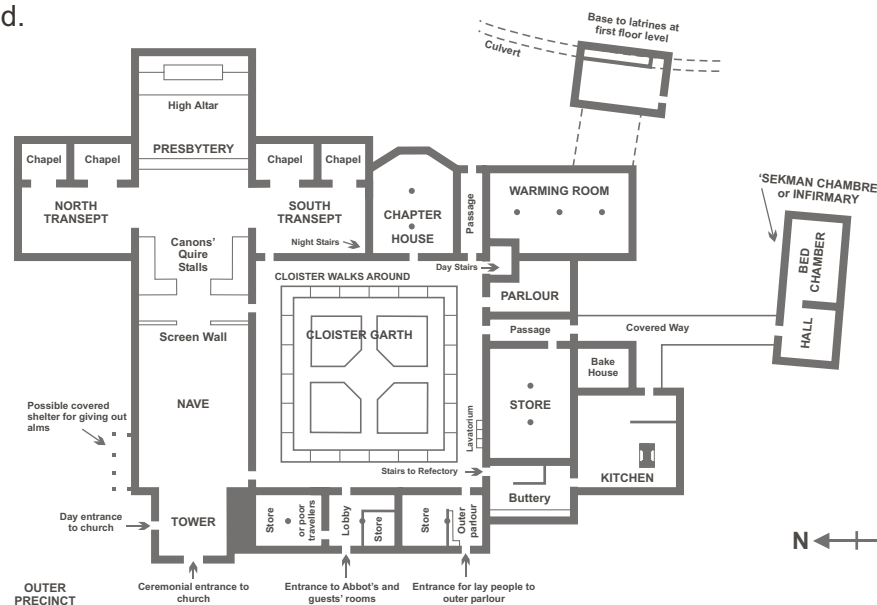 d.
Base to latrines at
first floor level
Culvert
High Altar
PRESBYTERY
Chapel
Chapel
Chapel
Chapel
NORTH
TRANSEPT
SOUTH
TRANSEPT
CHAPTER
HOUSE
Passage
WARMING ROOM
'SEKMAN CHAMBRE'
or INFIRMARY
BED
CHAMBER
HALL
Canons'
Quire
Stalls
Night Stairs
Day Stairs
CLOISTER WALKS AROUND
PARLOUR
CLOISTER GARTH
Screen Wall
Passage
Covered Way
Bake
House
NAVE
STORE
Possible covered
shelter for giving out
alms
Lavatorium
Stairs to Refectory
KITCHEN
Buttery
Day entrance
to church
TOWER
Store
or poor
travellers
Lobby
Store
Store
Outer
parlour
N
OUTER
PRECINCT
Ceremonial entrance to
church
Entrance to Abbot's and
guests' rooms
Entrance for lay people to
outer parlour